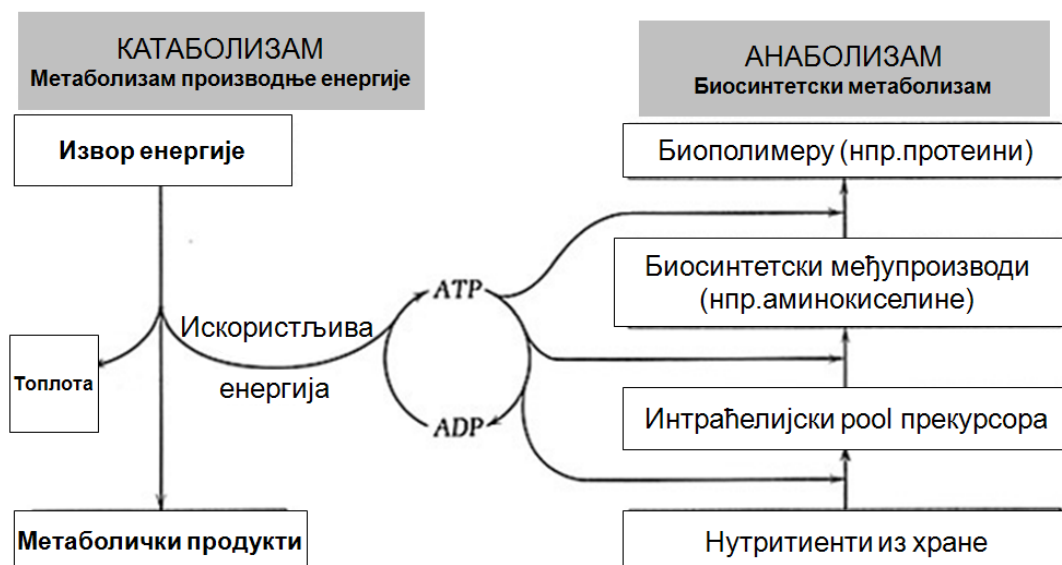 КАТАБОЛИЗАМ
Метаболизам производње енергије
Извор енергије
Искористљива
енергија
Топлота
Метаболички продукти
ATP
ADP
АНАБОЛИЗАМ
Биосинтетски метаболизам
Биополимеру (нпр.протеини)
Биосинтетски међупроизводи
(нпр.аминокиселине)
Интраћелијски pool прекурсора
Нутритиенти из хране